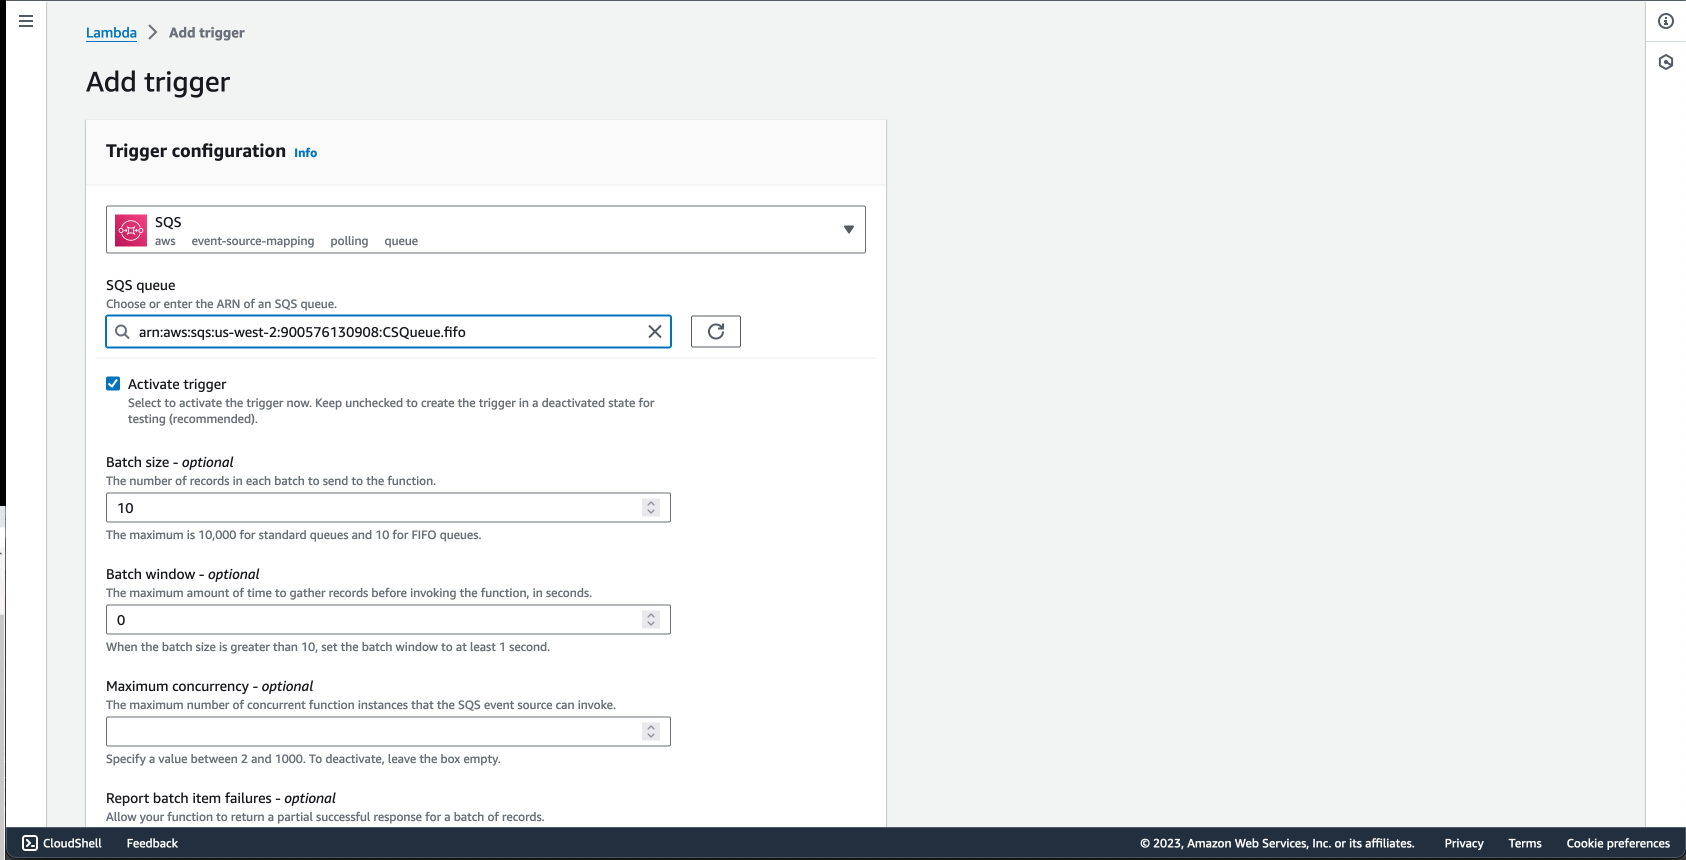 Lambda > Add trigger
Add trigger
Trigger configuration Info
SQS
aws event-source-mapping polling queue
SQS queue
Choose or enter the ARN of an SQS queue.
arn:aws:sqs:us-west-2:900576130908:CSQueue.fifo
Activate trigger
Select to activate the trigger now. Keep unchecked to create the trigger in a deactivated state for
testing (recommended).
Batch size - optional
The number of records in each batch to send to the function.
10
The maximum is 10,000 for standard queues and 10 for FIFO queues.
Batch window - optional
The maximum amount of time to gather records before invoking the function, in seconds.
0
When the batch size is greater than 10, set the batch window to at least 1 second.
Maximum concurrency - optional
The maximum number of concurrent function instances that the SQS event source can invoke.
Specify a value between 2 and 1000. To deactivate, leave the box empty.
Report batch item failures - optional
Allow your function to return a partial successful response for a batch of records.
CloudShell Feedback © 2023, Amazon Web Services, Inc. or its affiliates. Privacy Terms Cookie preferences